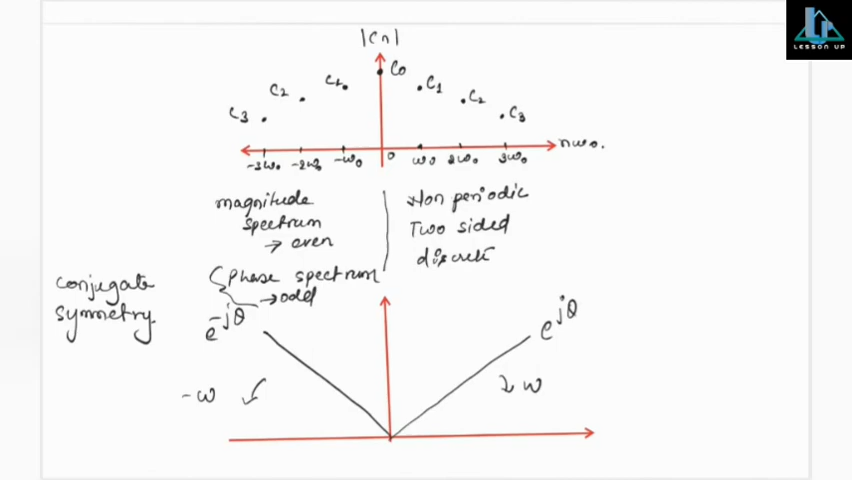 |Cn|
C0
C1
C1
C2
C2
C3
C3
nω0.
-3ω0 -2ω0 -ω0 0 ω0 2ω0 3ω0
magnitude
spectrum
→ even
Phase spectrum
→ odd
Non periodic
Two sided
discrete
conjugate
symmetry
e^-jθ
e^jθ
-ω
ω
LESSON UP